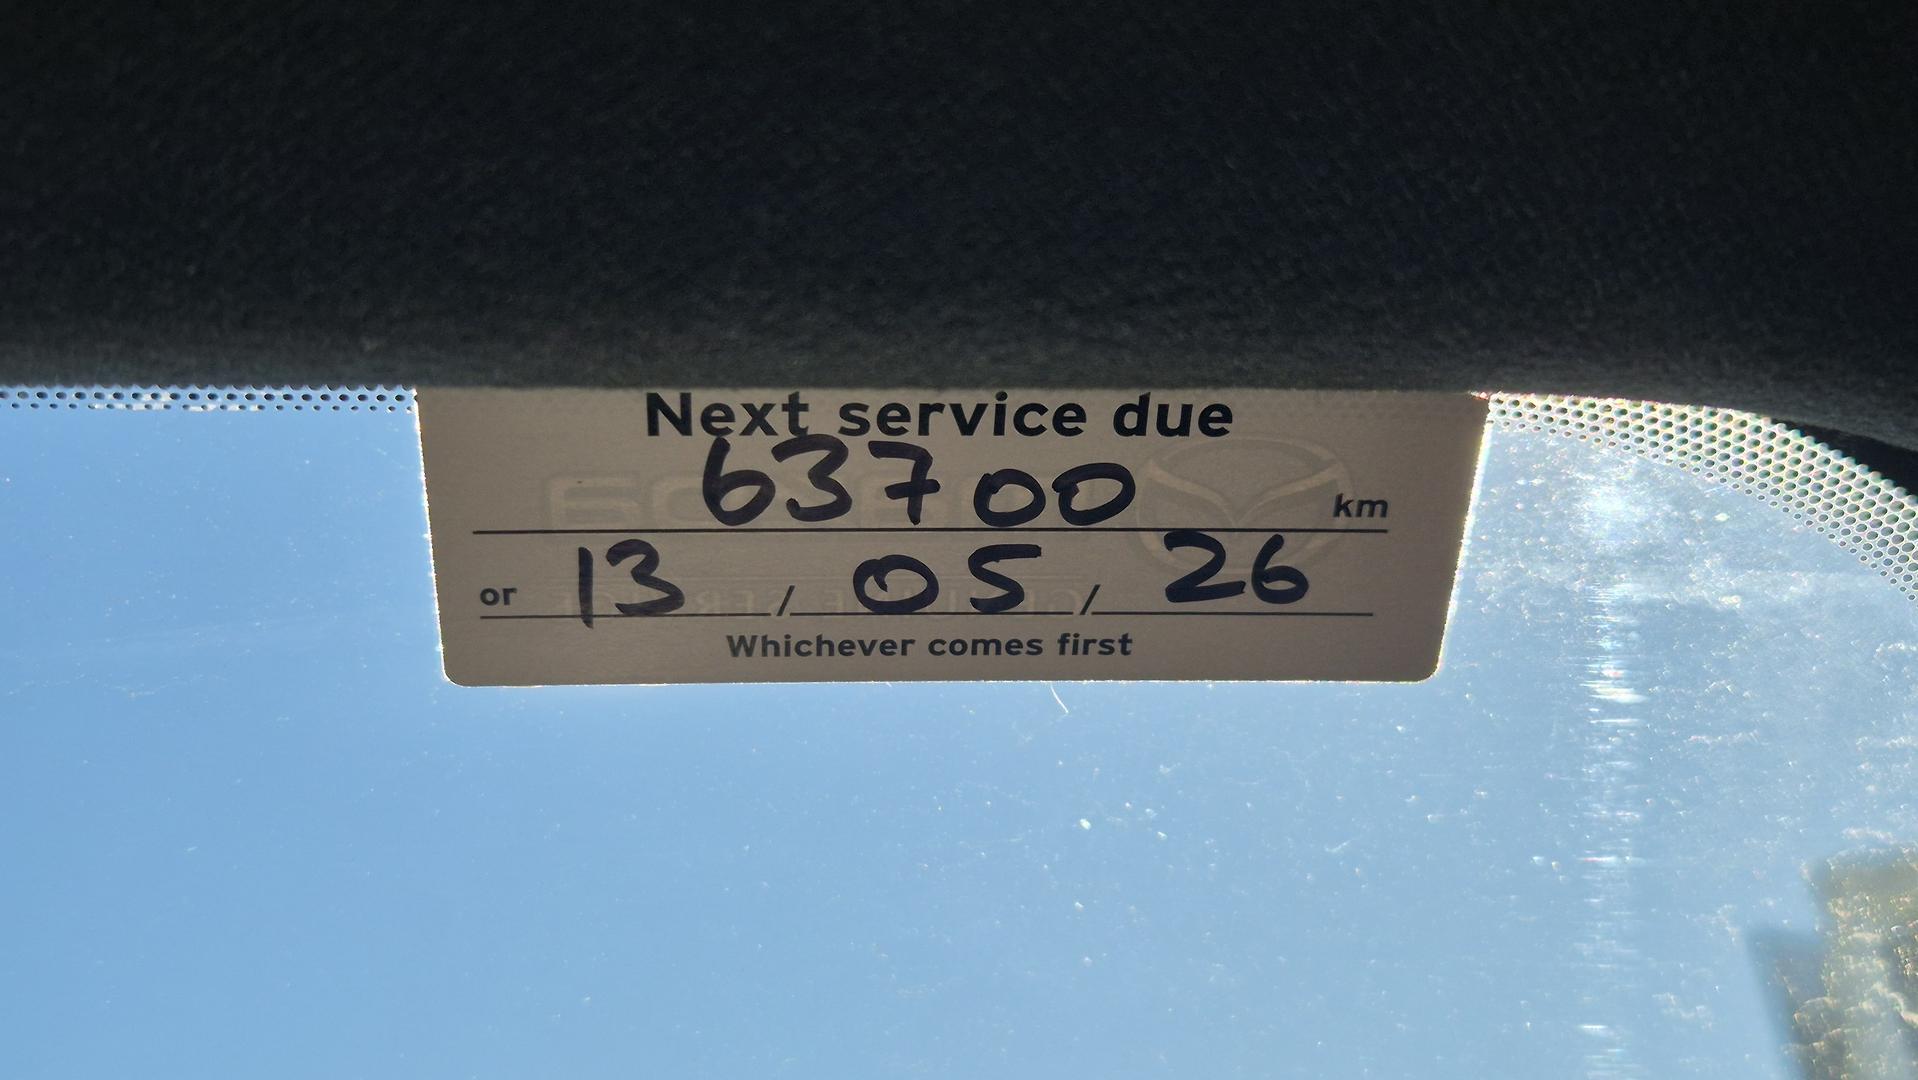 Next service due
63700 km
or 13 / 05 / 26
Whichever comes first